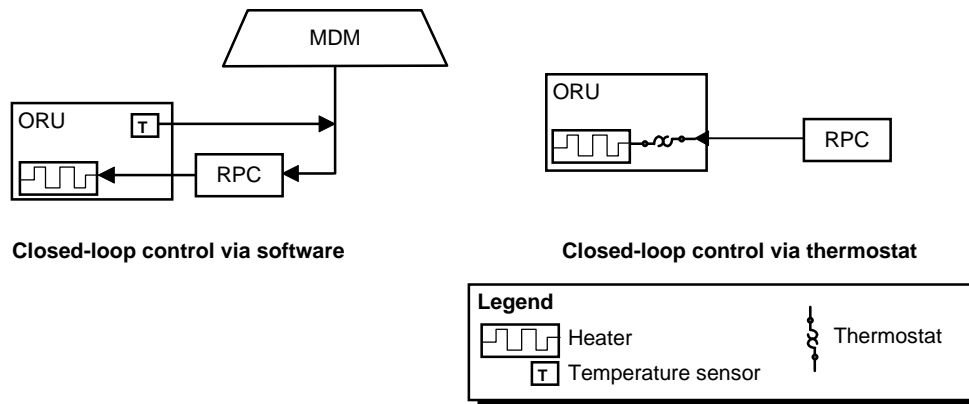 MDM
ORU
T
RPC
ORU
RPC
Closed-loop control via software
Closed-loop control via thermostat
Legend
Heater
Thermostat
T Temperature sensor